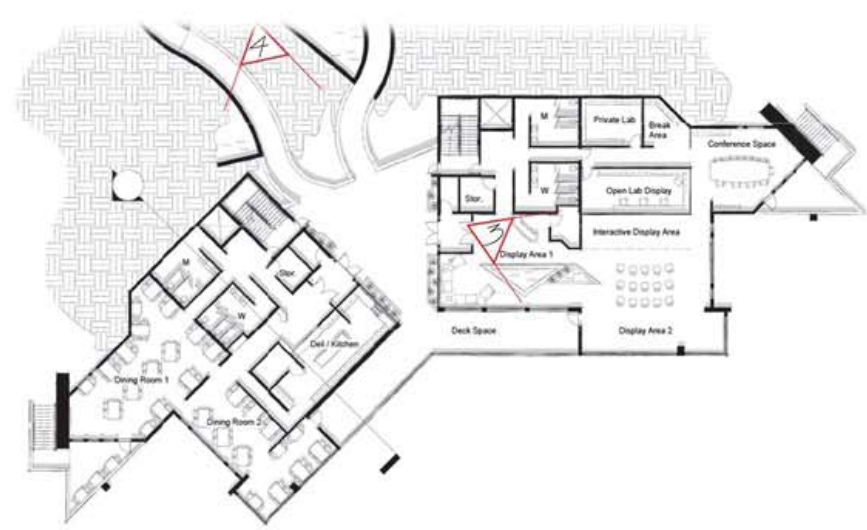 4
M
Private Lab
Break
Area
Conference Space
W
Open Lab Display
Stor.
3
Interactive Display Area
Display Area 1
M
Stor.
W
Deli / Kitchen
Deck Space
Display Area 2
Dining Room 1
Dining Room 2